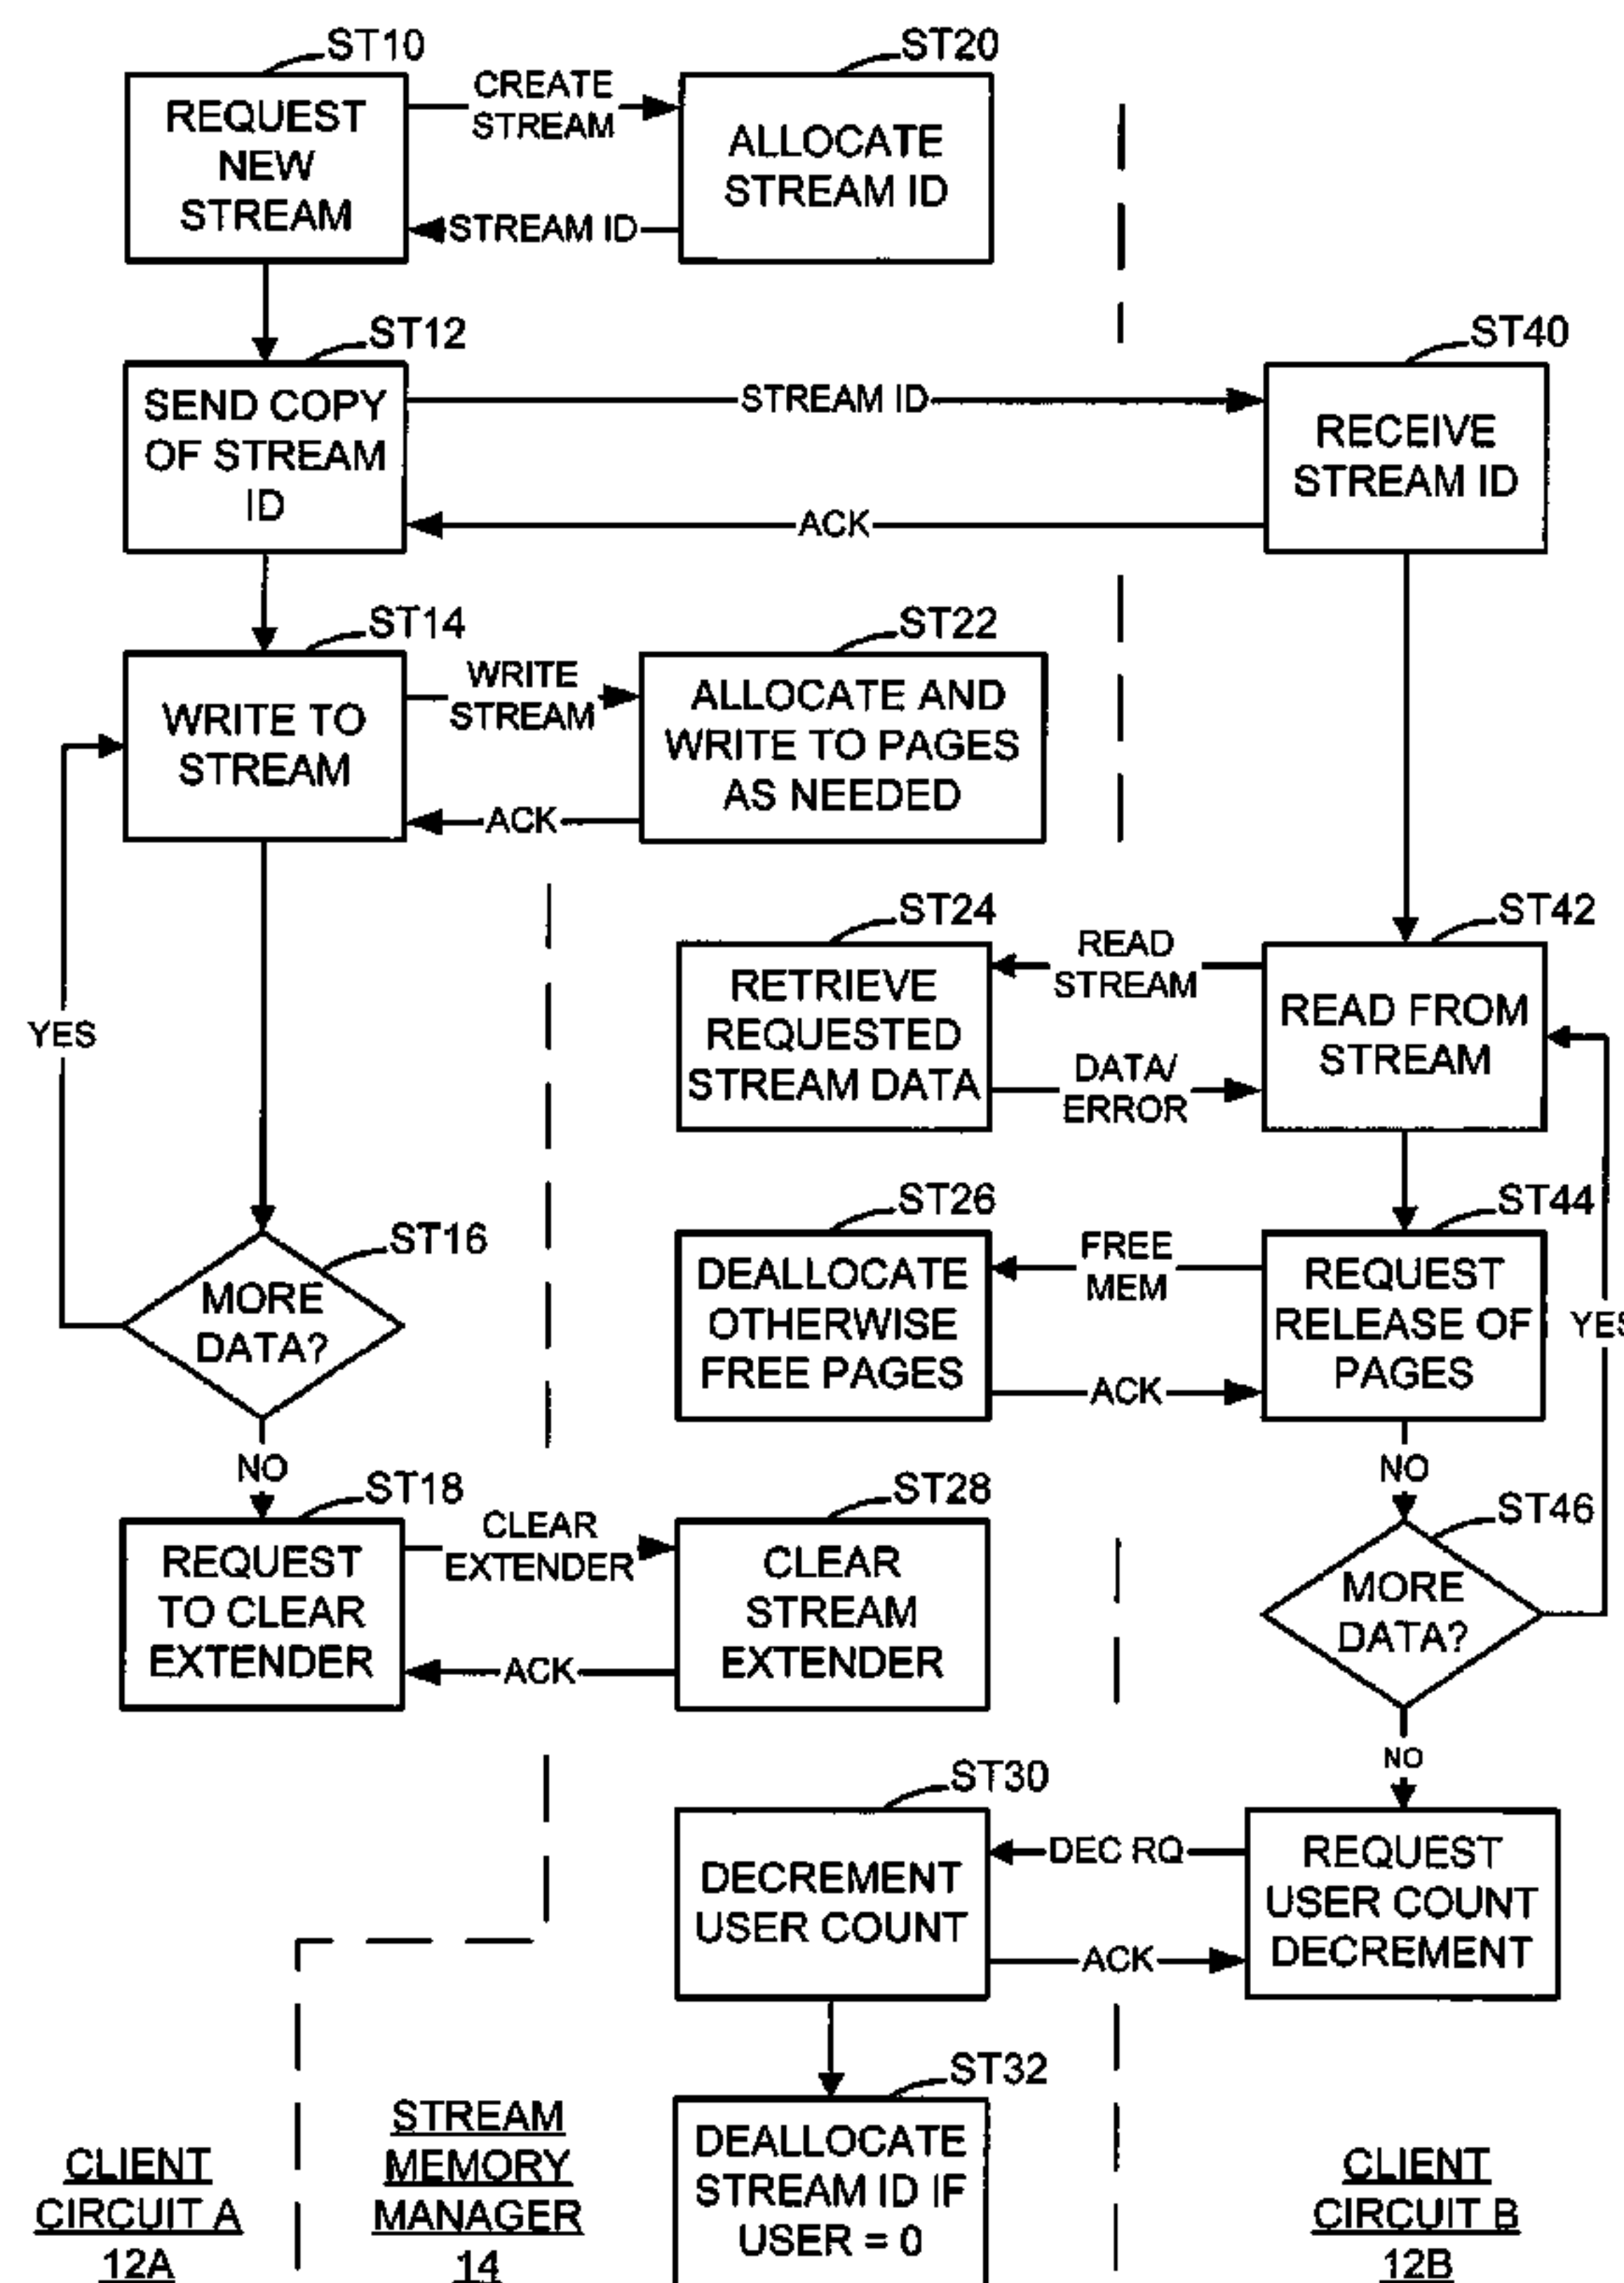 ST10
REQUEST
NEW
STREAM
CREATE
STREAM
STREAM ID
ST20
ALLOCATE
STREAM ID
ST12
SEND COPY
OF STREAM
ID
STREAM ID
ACK
ST40
RECEIVE
STREAM ID
ST14
WRITE TO
STREAM
WRITE
STREAM
ACK
ST22
ALLOCATE AND
WRITE TO PAGES
AS NEEDED
YES
ST24
RETRIEVE
REQUESTED
STREAM DATA
READ
STREAM
DATA/
ERROR
ST42
READ FROM
STREAM
ST16
MORE
DATA?
NO
ST26
DEALLOCATE
OTHERWISE
FREE PAGES
FREE
MEM
ACK
ST44
REQUEST
RELEASE OF
PAGES
YES
NO
ST18
REQUEST
TO CLEAR
EXTENDER
CLEAR
EXTENDER
ACK
ST28
CLEAR
STREAM
EXTENDER
ST46
MORE
DATA?
NO
ST30
DECREMENT
USER COUNT
DEC RQ
ACK
REQUEST
USER COUNT
DECREMENT
ST32
DEALLOCATE
STREAM ID IF
USER = 0
CLIENT
CIRCUIT A
12A
STREAM
MEMORY
MANAGER
14
CLIENT
CIRCUIT B
12B